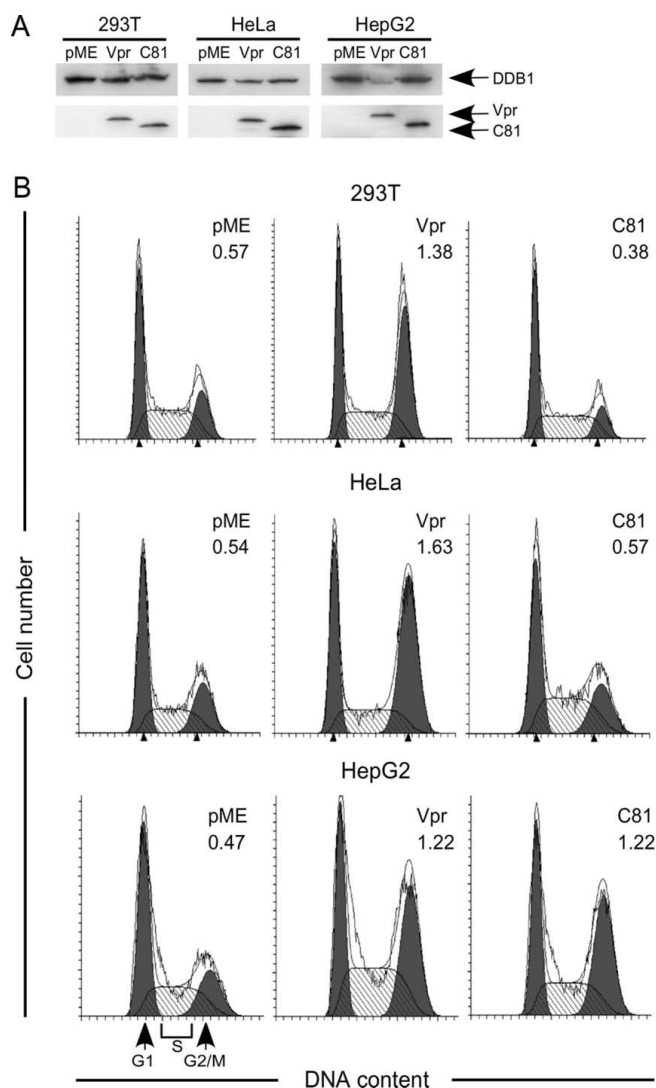 A
293T HeLa HepG2
pME Vpr C81 pME Vpr C81 pME Vpr C81
DDB1
Vpr
C81
B
293T
pME Vpr C81
0.57 1.38 0.38
HeLa
pME Vpr C81
0.54 1.63 0.57
HepG2
pME Vpr C81
0.47 1.22 1.22
Cell number
G1 S G2/M
DNA content